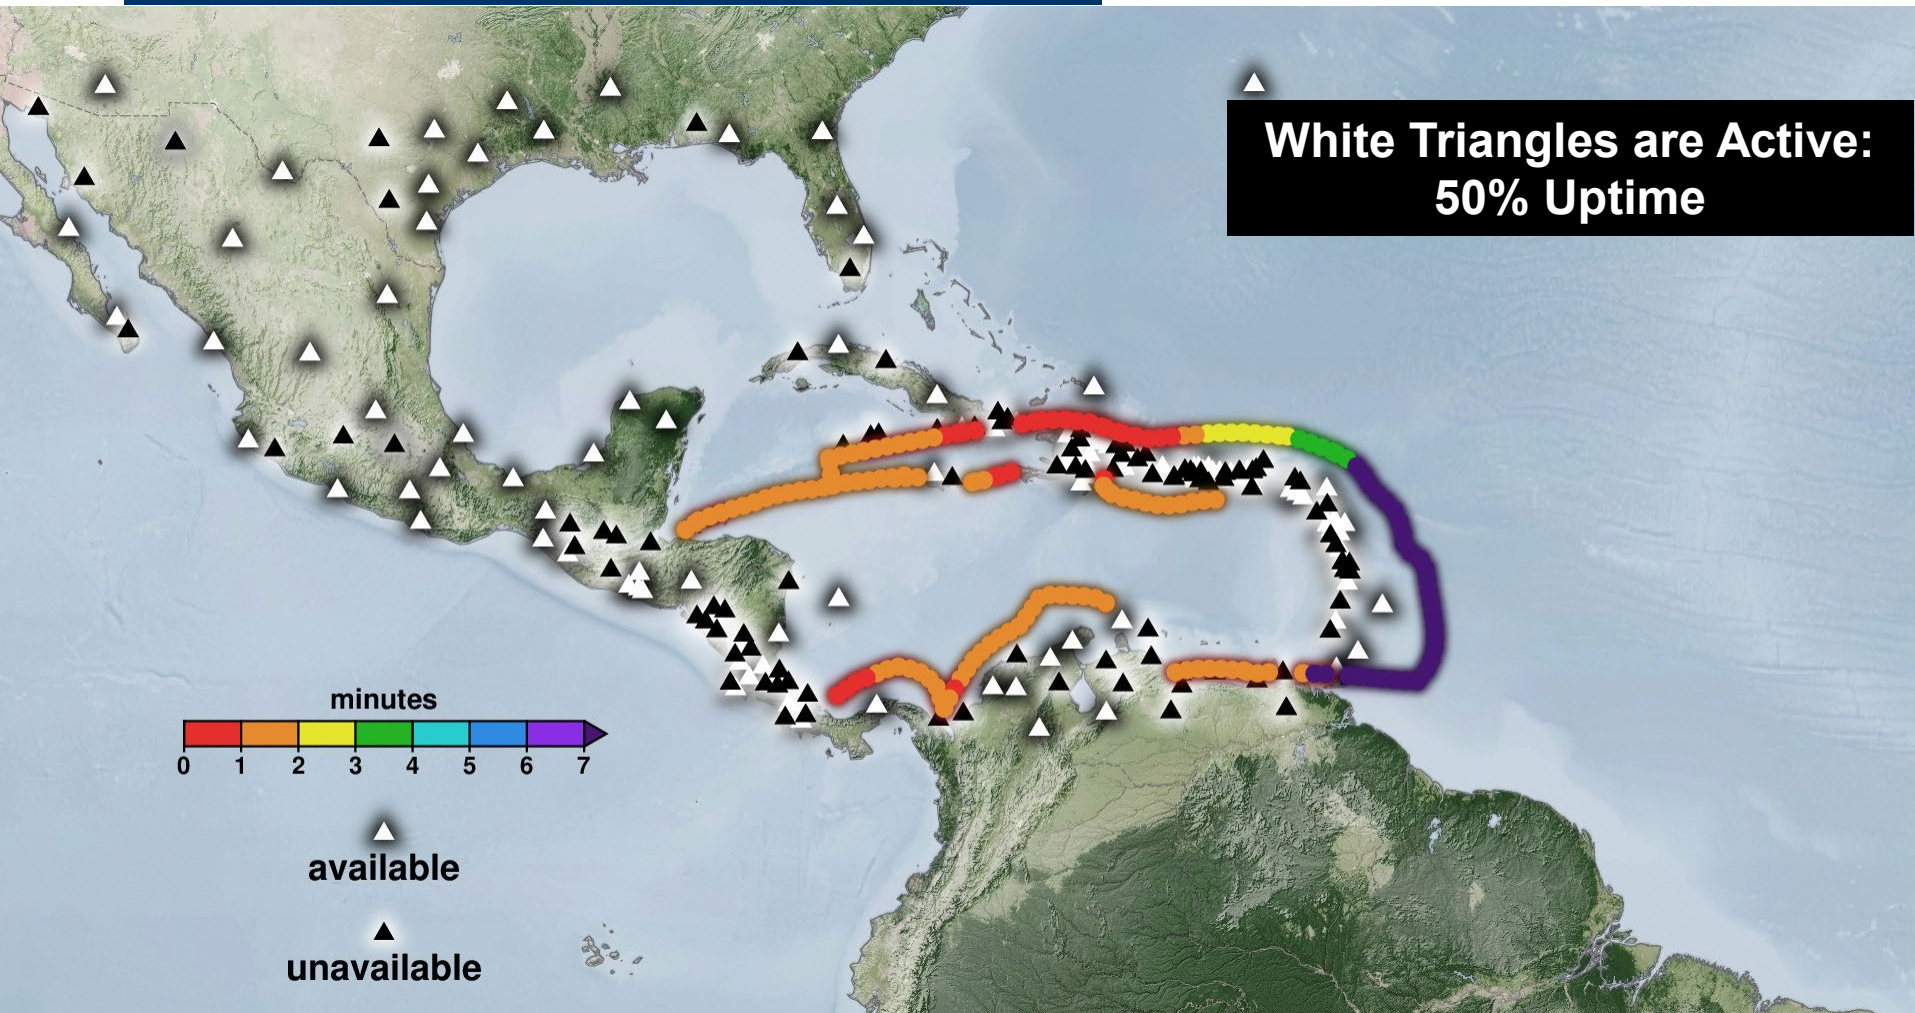 White Triangles are Active:
50% Uptime
minutes
0 1 2 3 4 5 6 7
available
unavailable